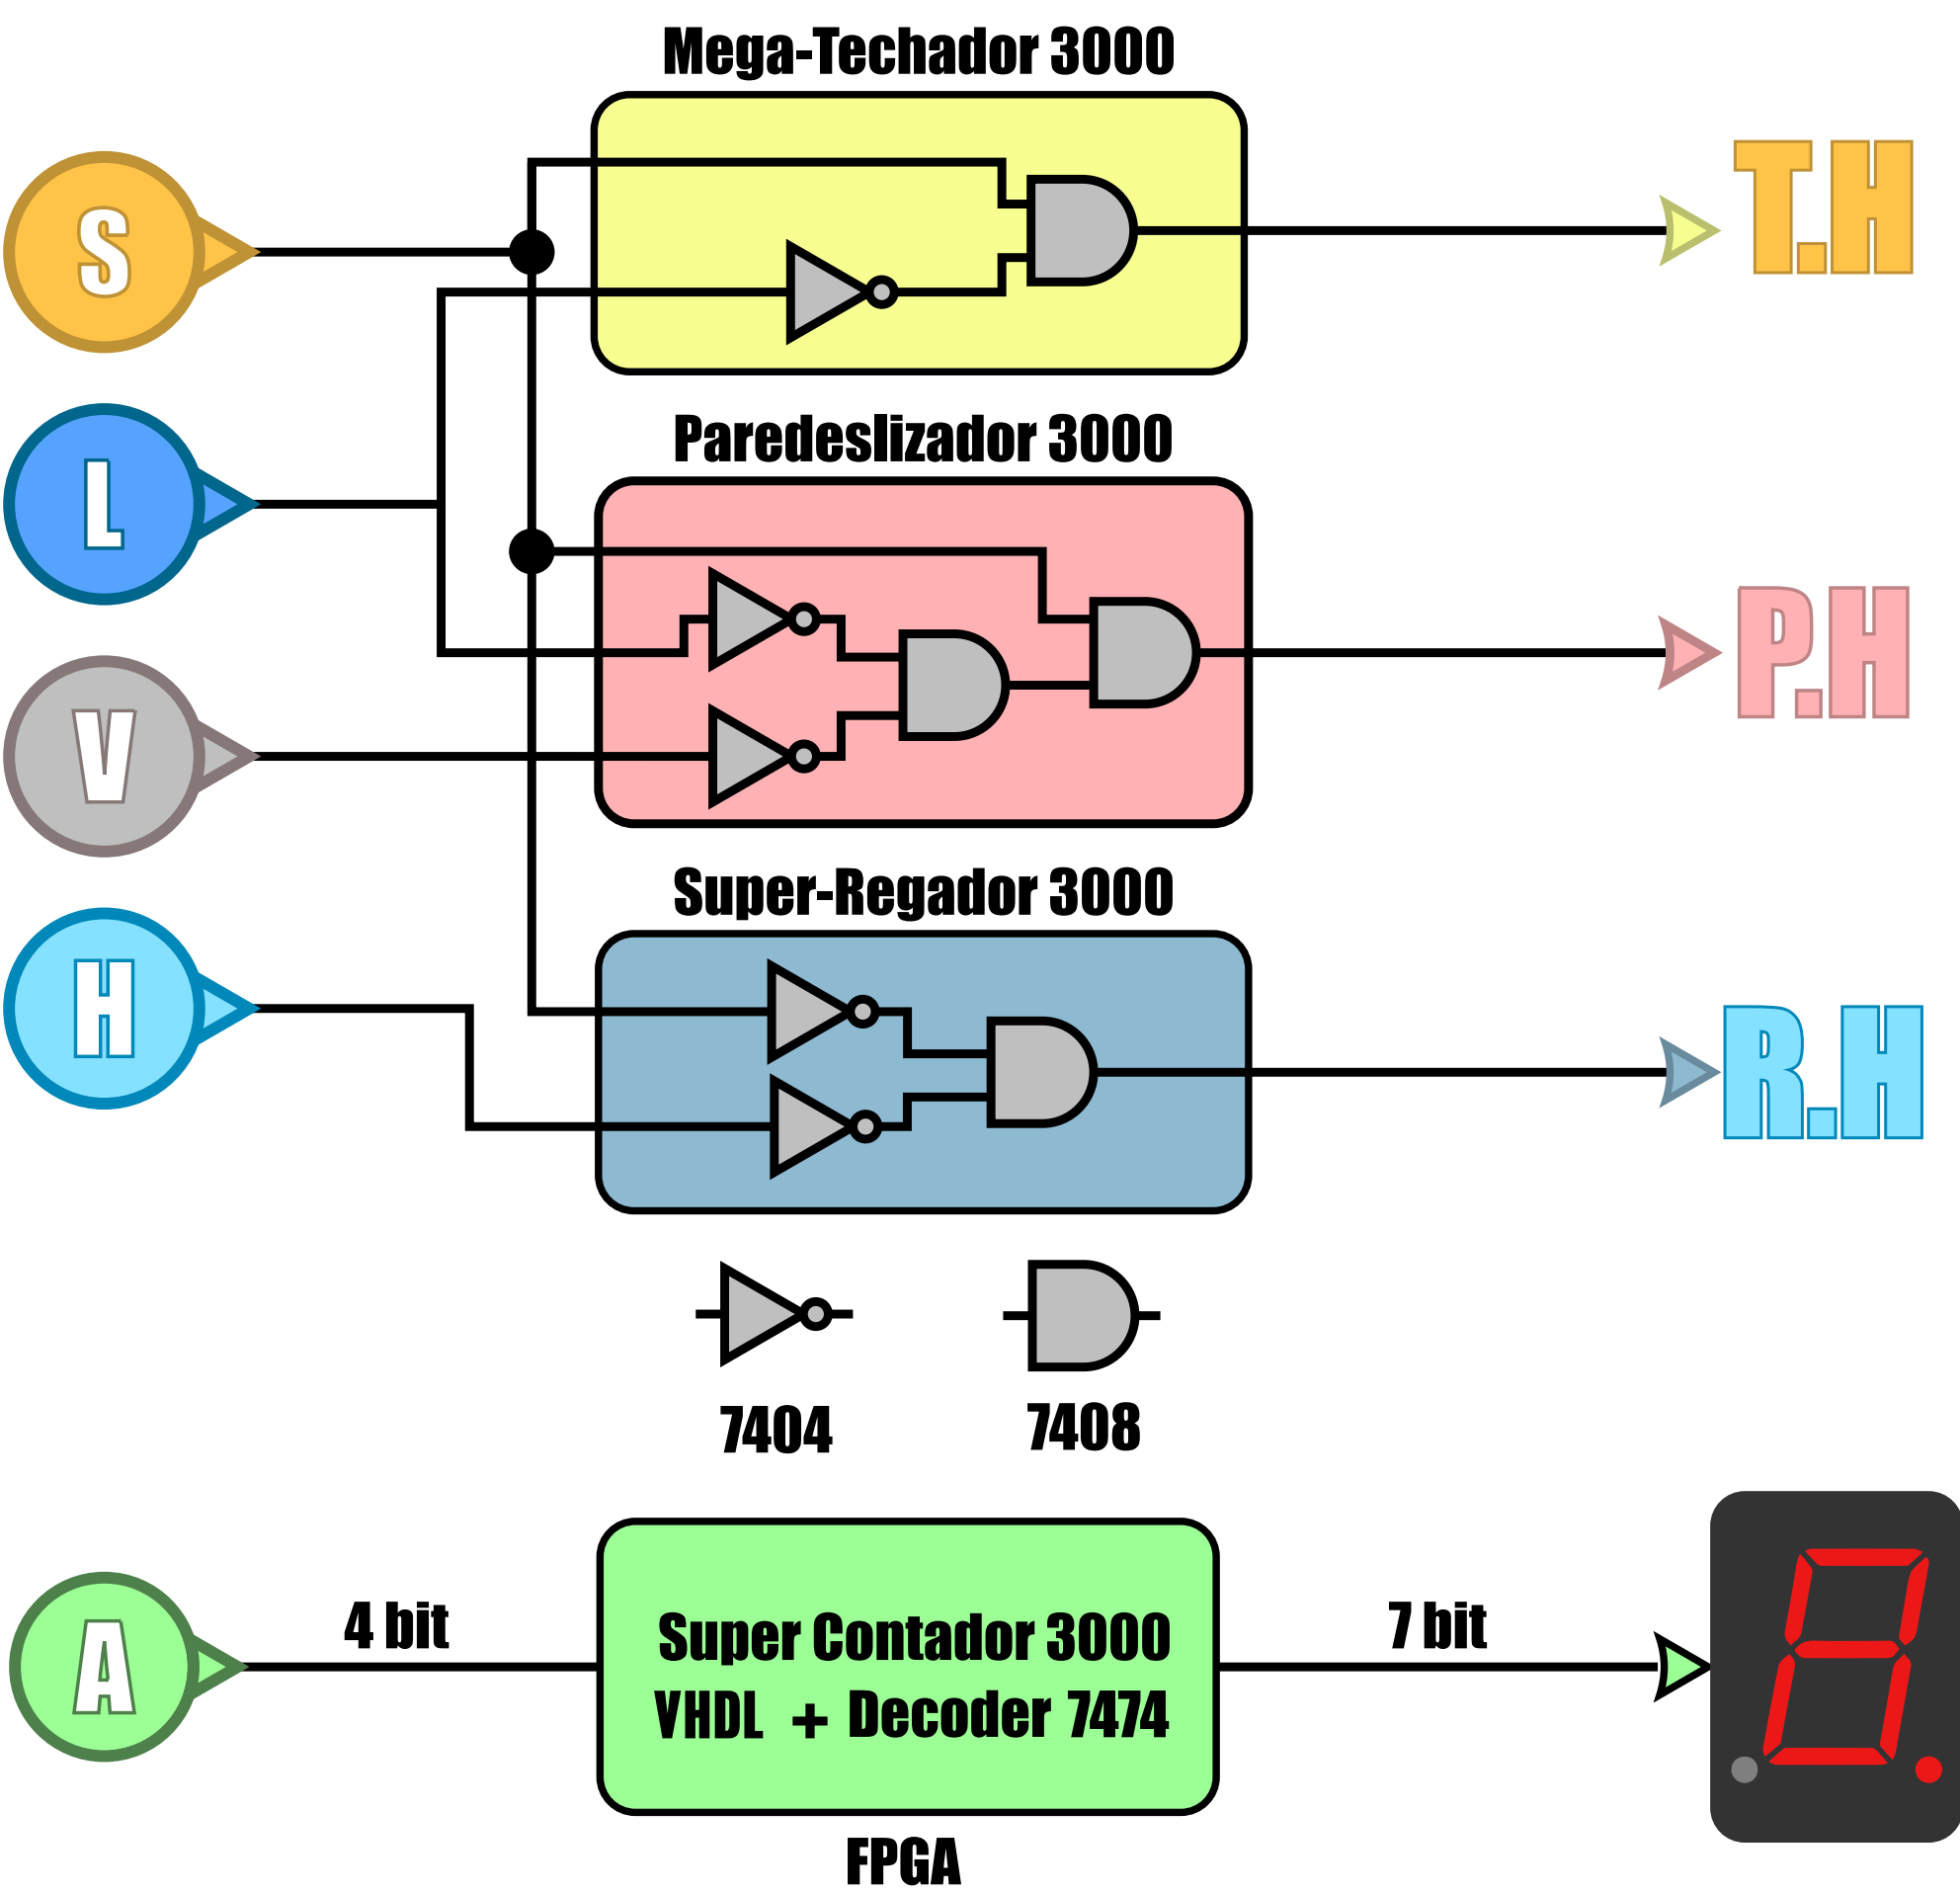 Mega-Techador 3000
S
T.H
L
Paredeslizador 3000
P.H
V
Super-Regador 3000
H
R.H
7404
7408
A
4 bit
Super Contador 3000
VHDL + Decoder 7474
7 bit
8
FPGA